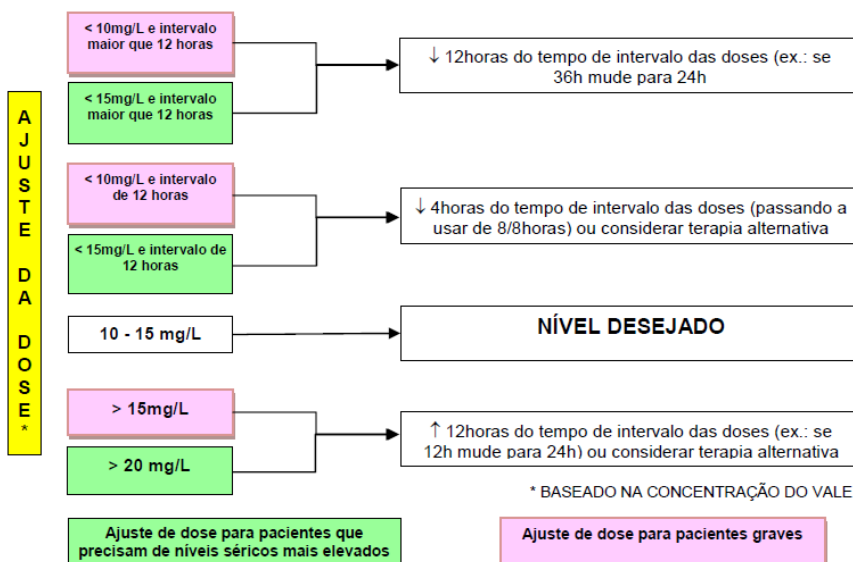 AJUSTE DA DOSE*
< 10mg/L e intervalo
maior que 12 horas
< 15mg/L e intervalo
maior que 12 horas
↓ 12horas do tempo de intervalo das doses (ex.: se
36h mude para 24h
< 10mg/L e intervalo
de 12 horas
< 15mg/L e intervalo de
12 horas
↓ 4horas do tempo de intervalo das doses (passando a
usar de 8/8horas) ou considerar terapia alternativa
10 - 15 mg/L
NÍVEL DESEJADO
> 15mg/L
> 20 mg/L
↑ 12horas do tempo de intervalo das doses (ex.: se
12h mude para 24h) ou considerar terapia alternativa
* BASEADO NA CONCENTRAÇÃO DO VALE
Ajuste de dose para pacientes que
precisam de níveis séricos mais elevados
Ajuste de dose para pacientes graves